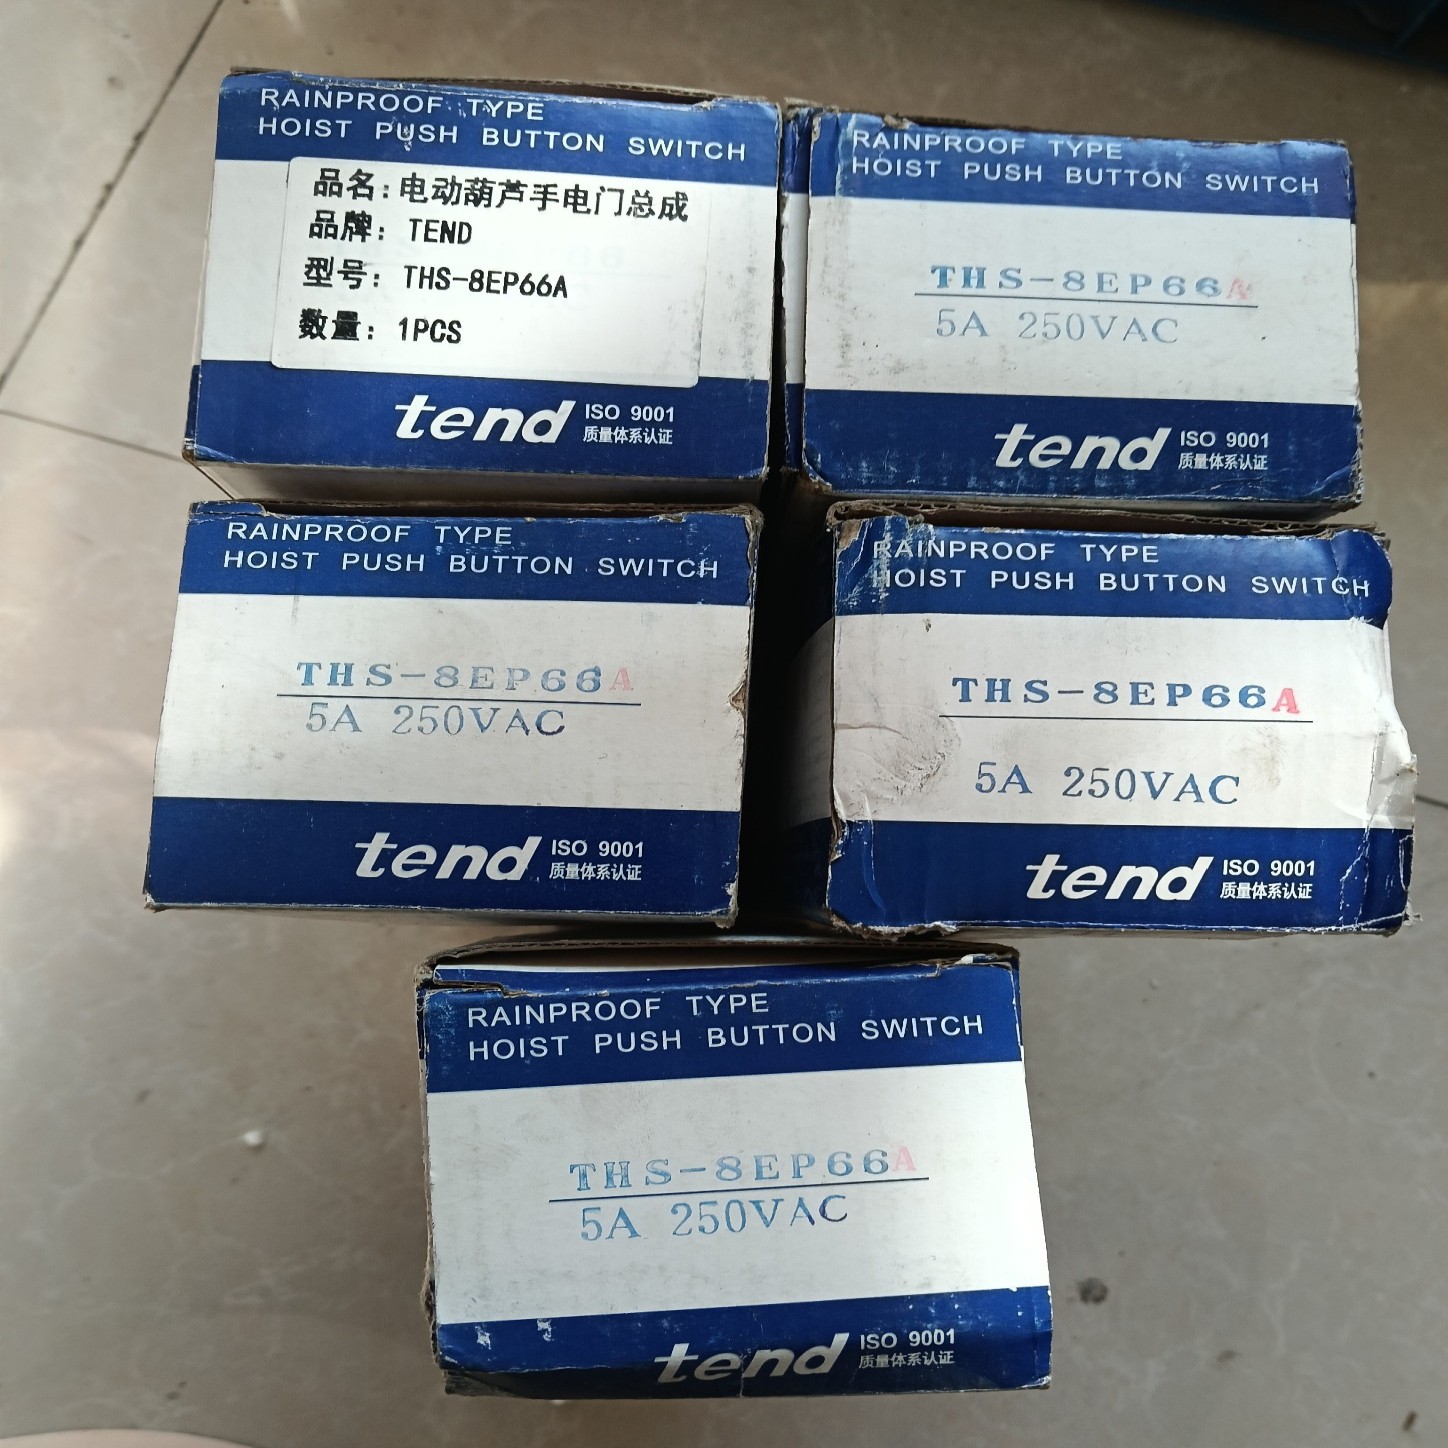 RAINPROOF TYPE
HOIST PUSH BUTTON SWITCH
品名：电动葫芦手电门总成
品牌：TEND
型号：THS-8EP66A
数量：1PCS
tend ISO 9001
质量体系认证
RAINPROOF TYPE
HOIST PUSH BUTTON SWITCH
THS-8EP66A
5A 250VAC
tend ISO 9001
质量体系认证
RAINPROOF TYPE
HOIST PUSH BUTTON SWITCH
THS-8EP66A
5A 250VAC
tend ISO 9001
质量体系认证
RAINPROOF TYPE
HOIST PUSH BUTTON SWITCH
THS-8EP66A
5A 250VAC
tend ISO 9001
质量体系认证
RAINPROOF TYPE
HOIST PUSH BUTTON SWITCH
THS-8EP66A
5A 250VAC
tend ISO 9001
质量体系认证